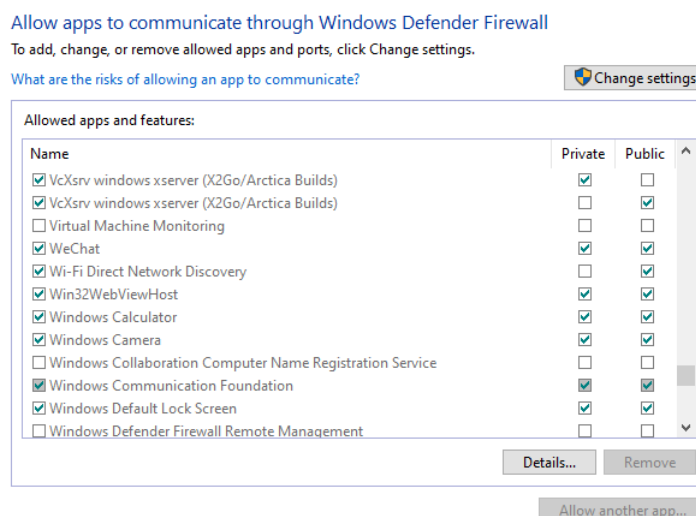 Allow apps to communicate through Windows Defender Firewall
To add, change, or remove allowed apps and ports, click Change settings.
What are the risks of allowing an app to communicate?
Change settings
Allowed apps and features:
Name Private Public
VcXsrv windows xserver (X2Go/Arctica Builds)
VcXsrv windows xserver (X2Go/Arctica Builds)
Virtual Machine Monitoring
WeChat
Wi-Fi Direct Network Discovery
Win32WebViewHost
Windows Calculator
Windows Camera
Windows Collaboration Computer Name Registration Service
Windows Communication Foundation
Windows Default Lock Screen
Windows Defender Firewall Remote Management
Details... Remove
Allow another app...